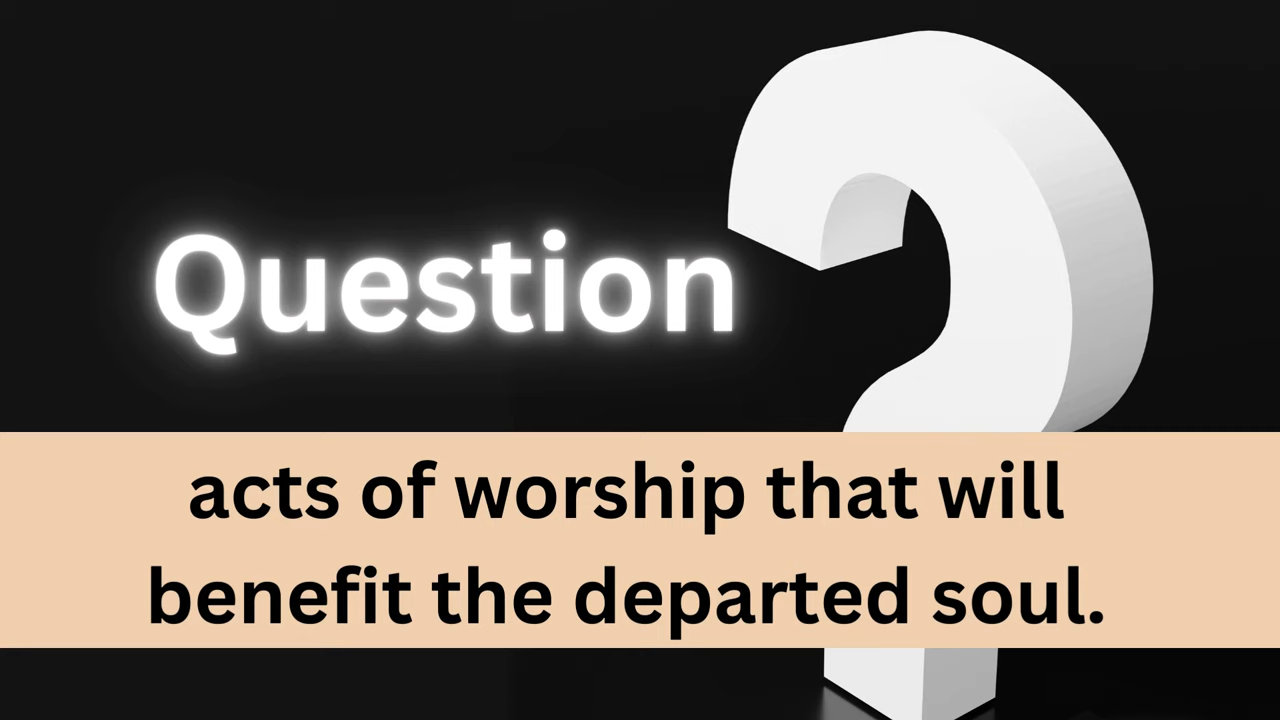 Question
acts of worship that will
benefit the departed soul.